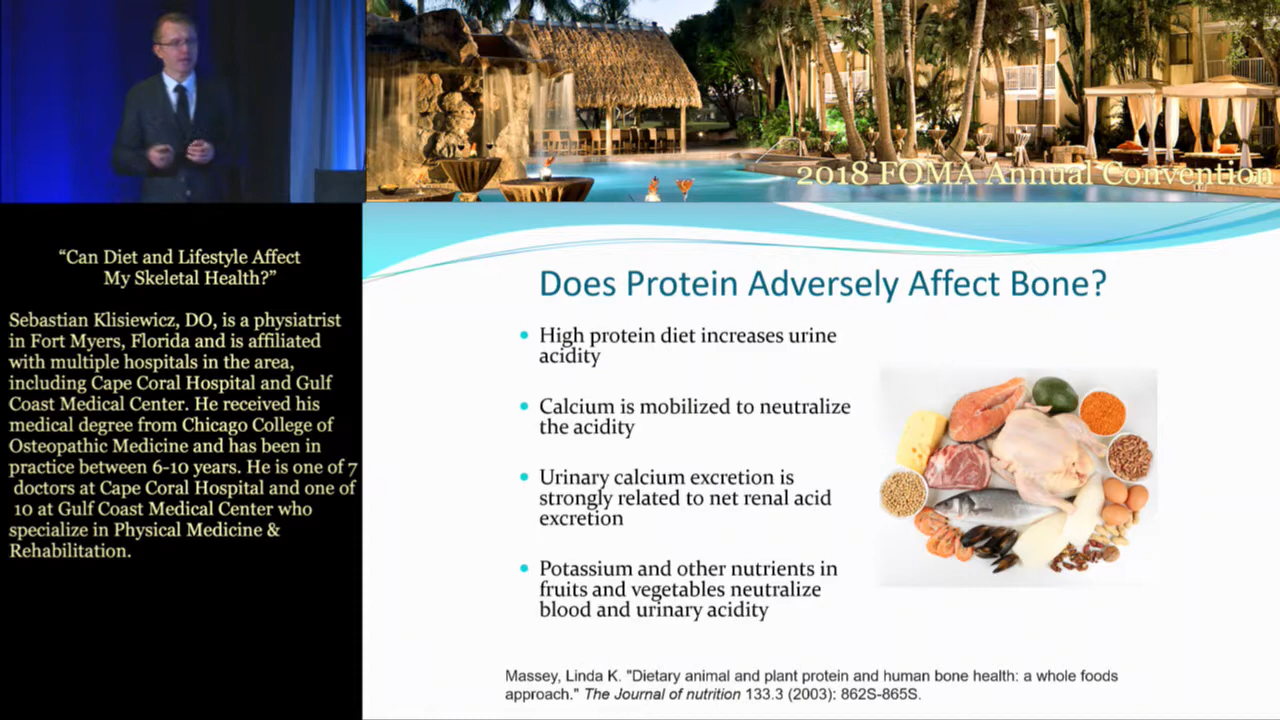 2018 FOMA Annual Convention
“Can Diet and Lifestyle Affect
My Skeletal Health?”
Sebastian Klisiewicz, DO, is a physiatrist
in Fort Myers, Florida and is affiliated
with multiple hospitals in the area,
including Cape Coral Hospital and Gulf
Coast Medical Center. He received his
medical degree from Chicago College of
Osteopathic Medicine and has been in
practice between 6-10 years. He is one of 7
doctors at Cape Coral Hospital and one of
10 at Gulf Coast Medical Center who
specialize in Physical Medicine &
Rehabilitation.
Does Protein Adversely Affect Bone?
• High protein diet increases urine
acidity
• Calcium is mobilized to neutralize
the acidity
• Urinary calcium excretion is
strongly related to net renal acid
excretion
• Potassium and other nutrients in
fruits and vegetables neutralize
blood and urinary acidity
Massey, Linda K. "Dietary animal and plant protein and human bone health: a whole foods
approach." The Journal of nutrition 133.3 (2003): 862S-865S.